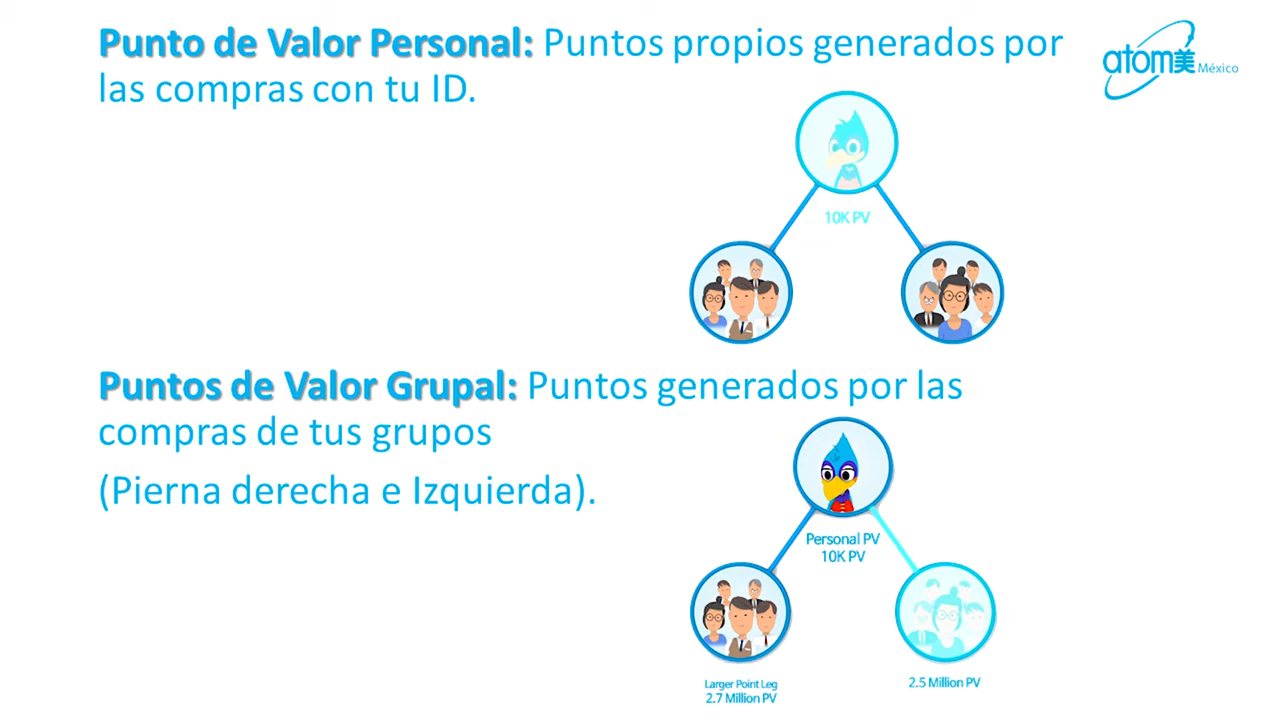 Punto de Valor Personal: Puntos propios generados por
las compras con tu ID.
atom美 México
10K PV
Puntos de Valor Grupal: Puntos generados por las
compras de tus grupos
(Pierna derecha e Izquierda).
Personal PV
10K PV
Larger Point Leg
2.7 Million PV
2.5 Million PV